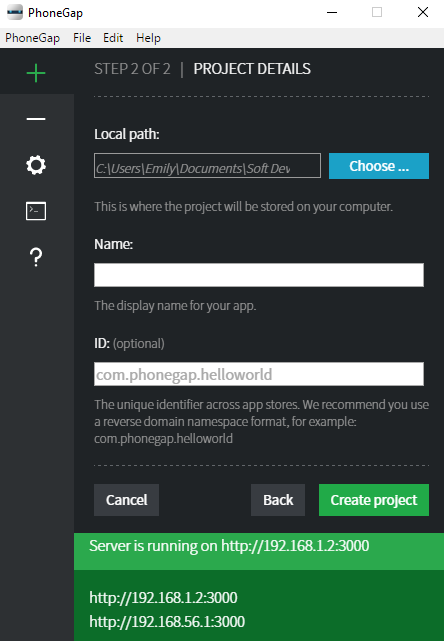 PhoneGap
PhoneGap File Edit Help
STEP 2 OF 2 | PROJECT DETAILS
Local path:
C:\Users\Emily\Documents\Soft Dev
Choose ...
This is where the project will be stored on your computer.
Name:
The display name for your app.
ID: (optional)
com.phonegap.helloworld
The unique identifier across app stores. We recommend you use
a reverse domain namespace format, for example:
com.phonegap.helloworld
Cancel Back Create project
Server is running on http://192.168.1.2:3000
http://192.168.1.2:3000
http://192.168.56.1:3000